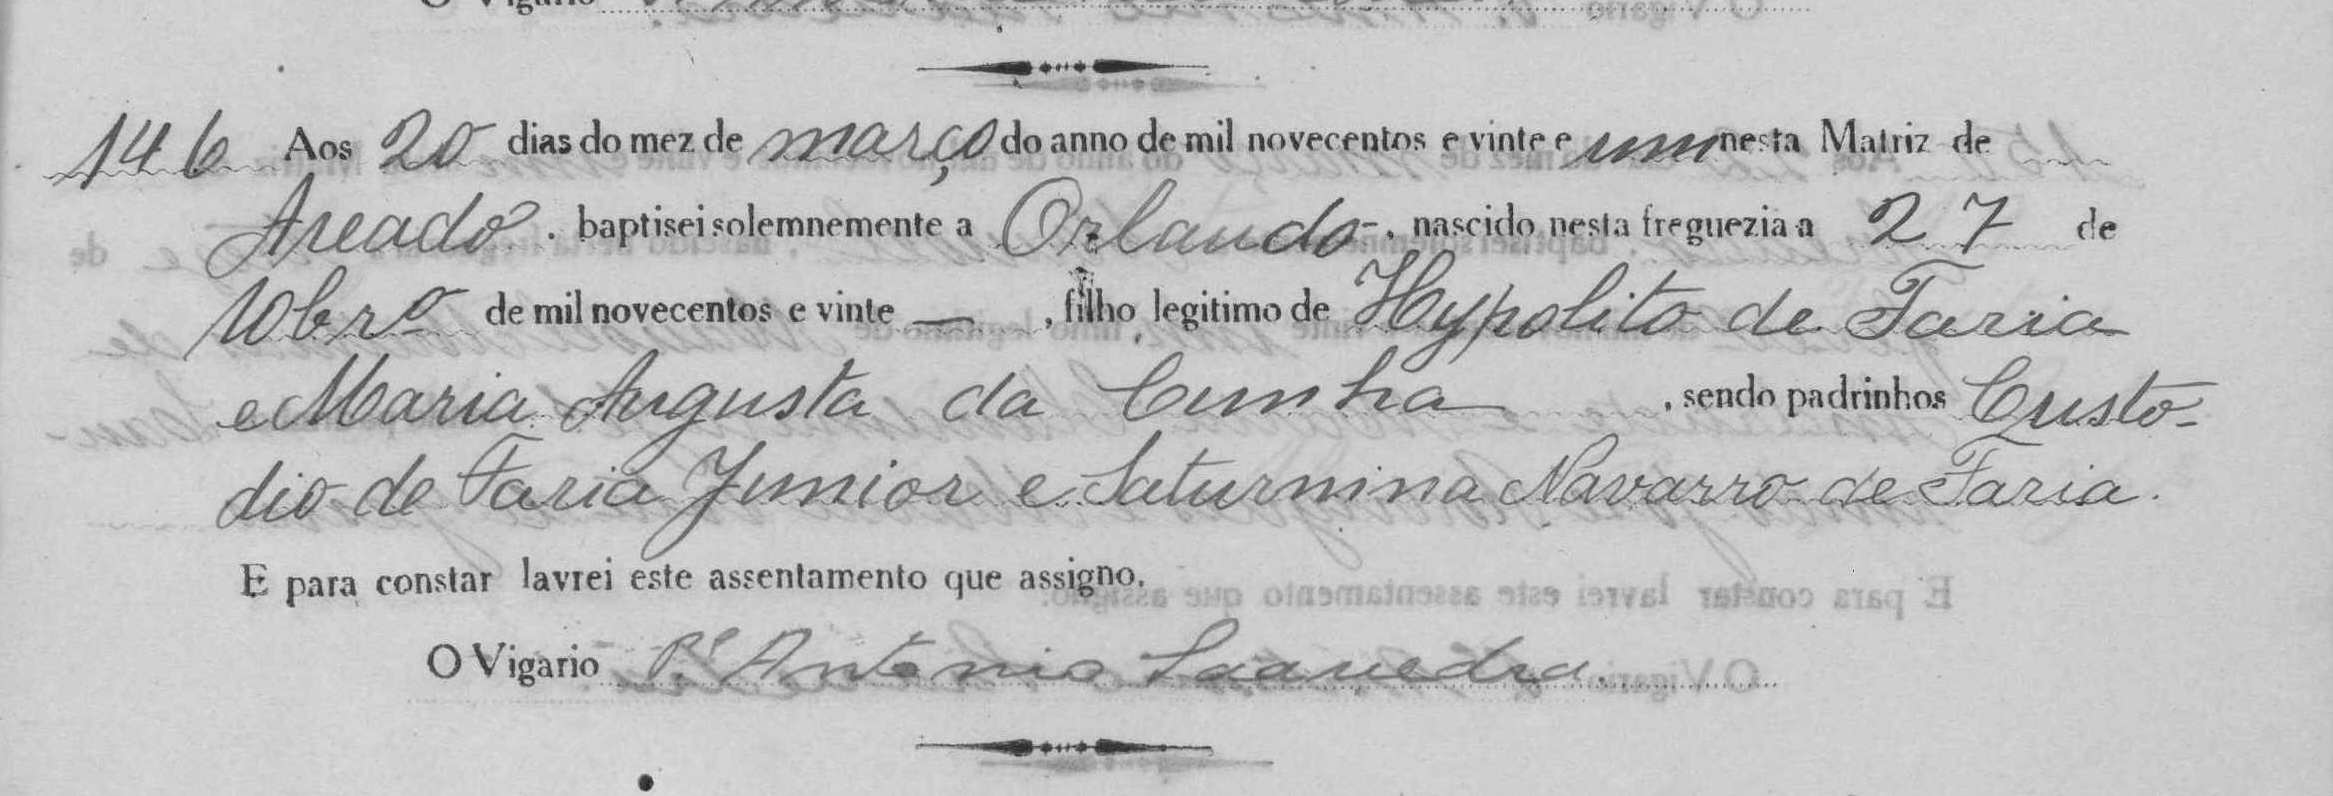 146 Aos 20 dias do mez de março do anno de mil novecentos e vinte e um nesta Matriz de
Areado, baptisei solemnemente a Orlando-, nascido nesta freguezia a 27 de
10brº de mil novecentos e vinte —, filho legitimo de Hypolito de Faria
e Maria Augusta da Cunha, sendo padrinhos Custo-
dio de Faria Junior e Saturnina Navarro de Faria.
E para constar lavrei este assentamento que assigno.
O Vigario Pe Antonio Saavedra.